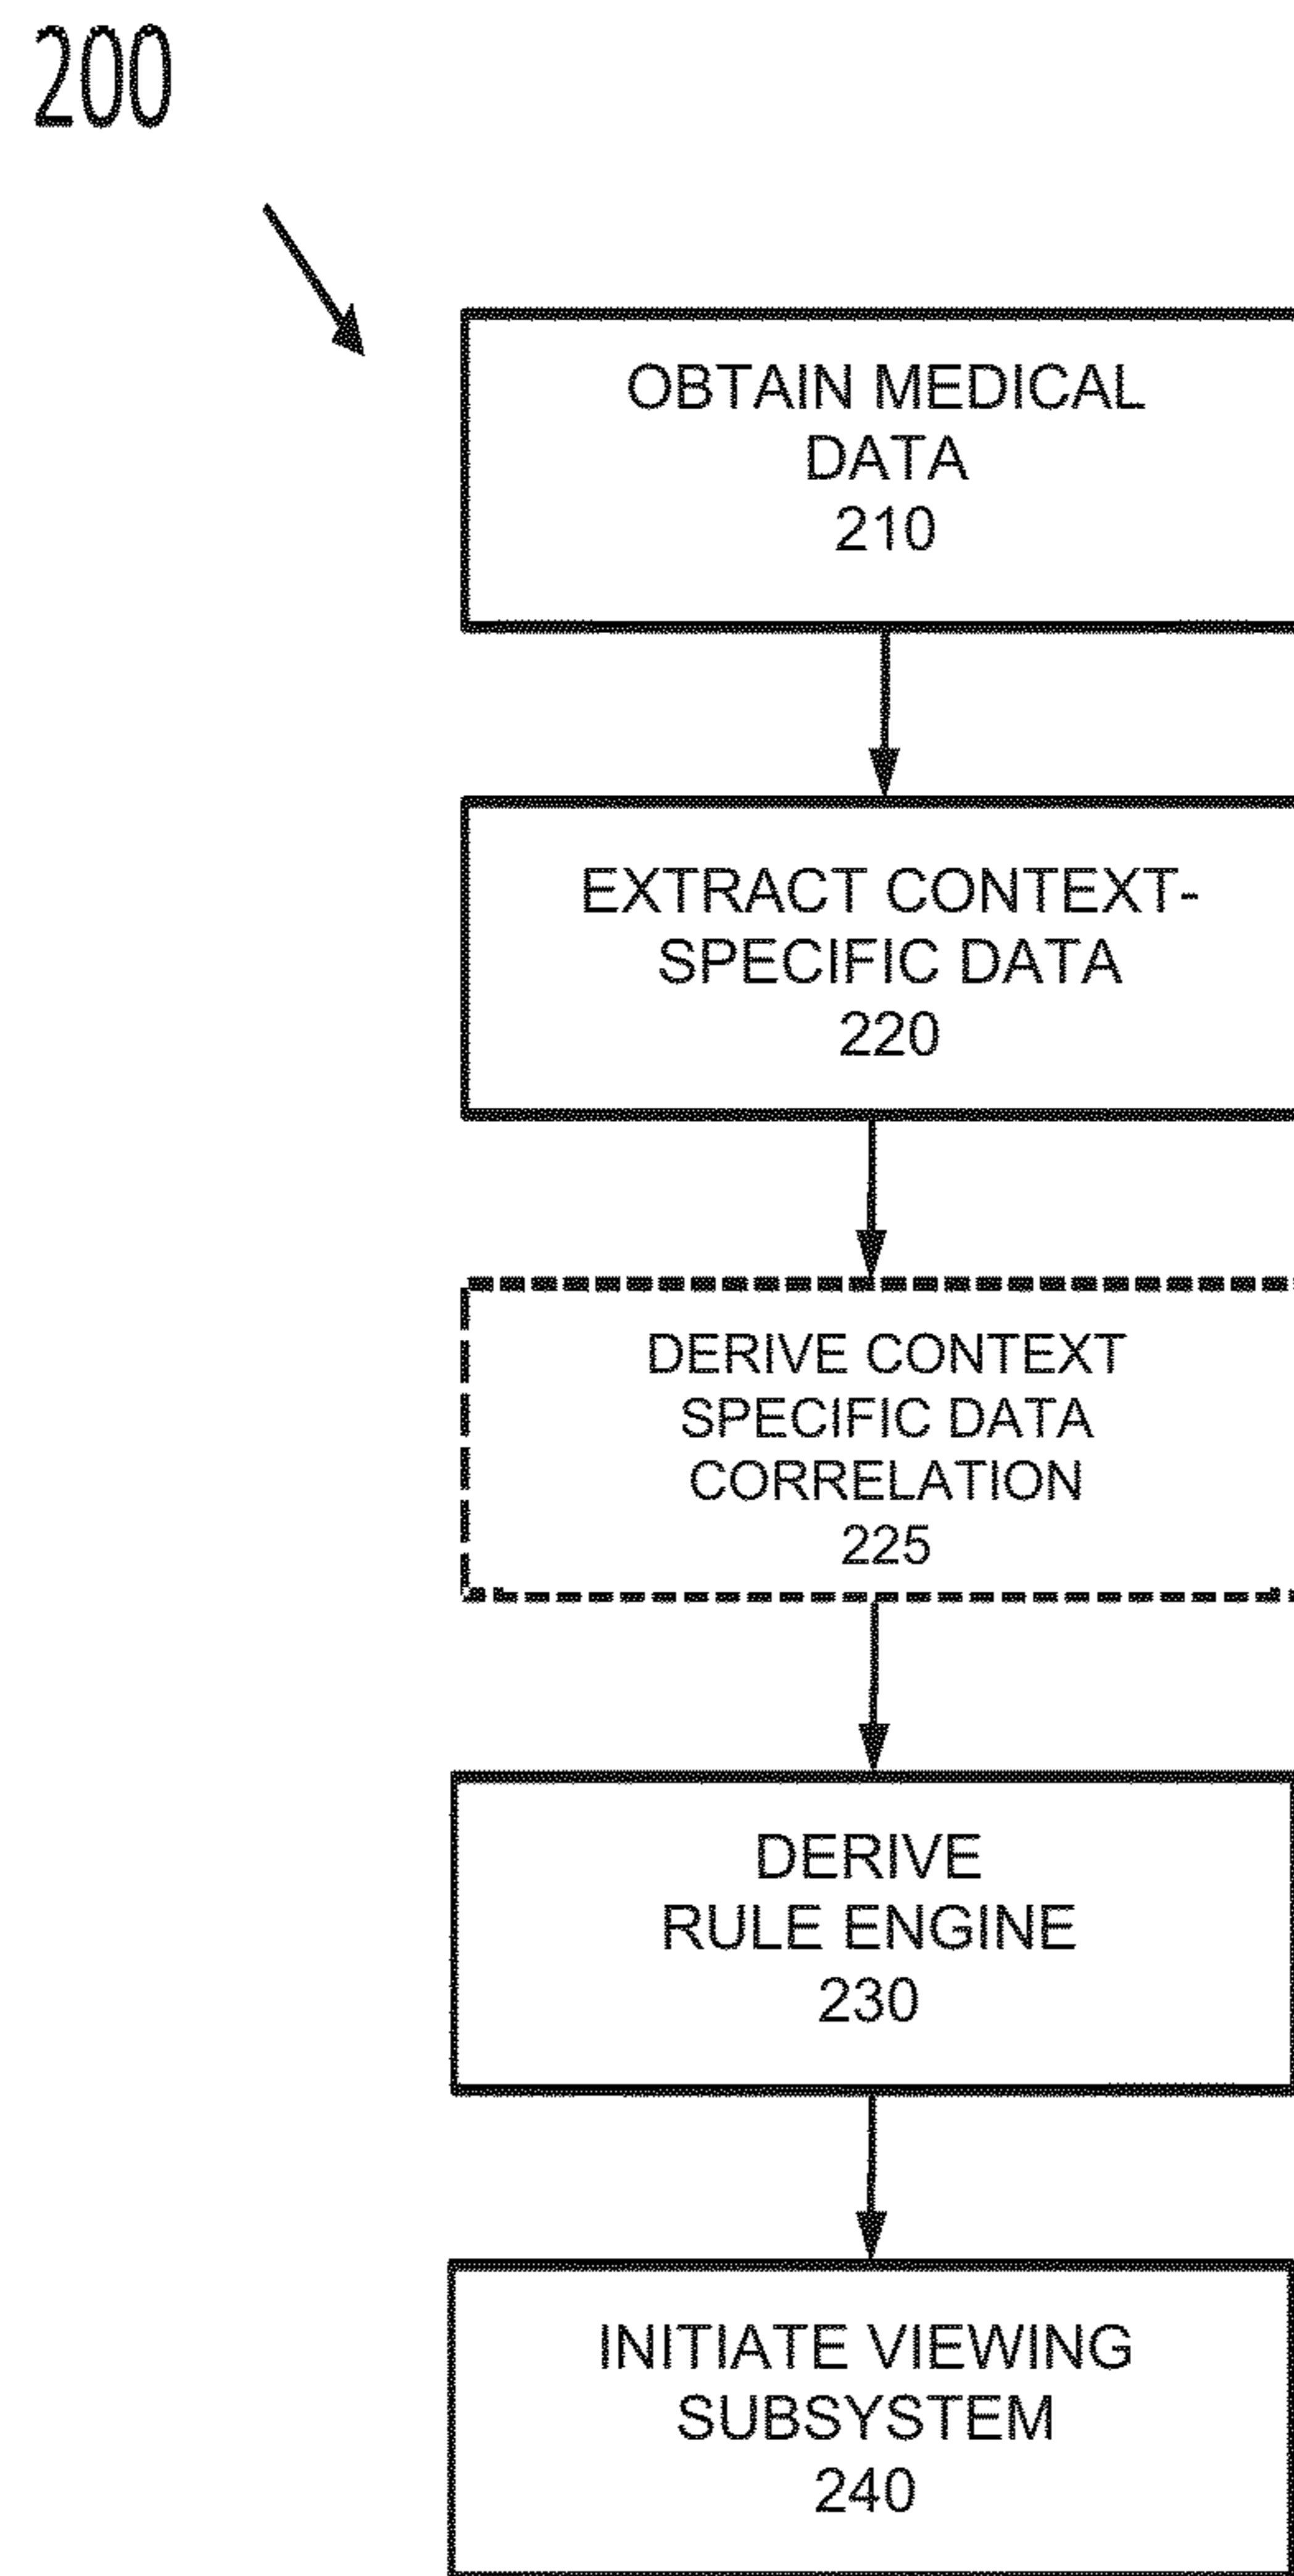 200
OBTAIN MEDICAL
DATA
210
EXTRACT CONTEXT-
SPECIFIC DATA
220
DERIVE CONTEXT
SPECIFIC DATA
CORRELATION
225
DERIVE
RULE ENGINE
230
INITIATE VIEWING
SUBSYSTEM
240